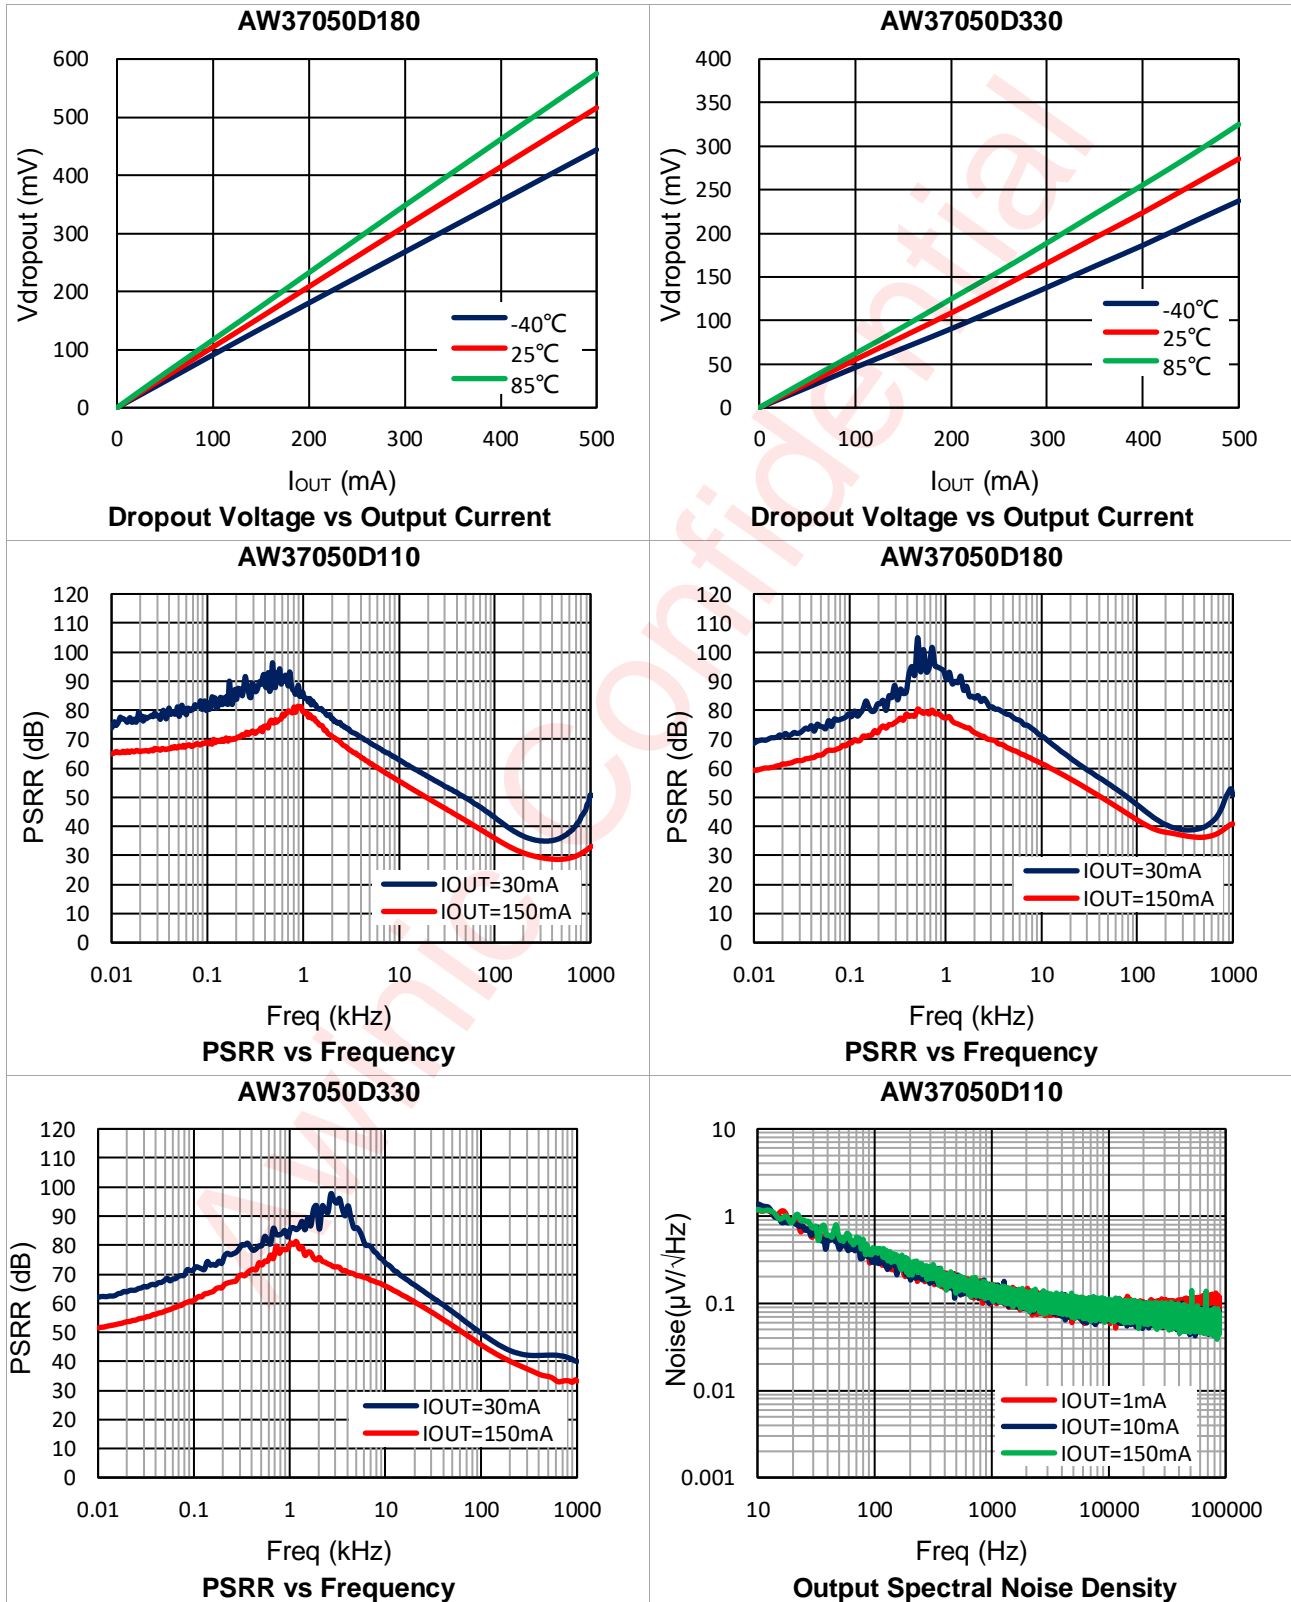 AW37050D180
600
500
400
300
200
100
0
Vdropout (mV)
-40℃
25℃
85℃
0 100 200 300 400 500
IOUT (mA)
Dropout Voltage vs Output Current
AW37050D330
400
350
300
250
200
150
100
50
0
Vdropout (mV)
-40℃
25℃
85℃
0 100 200 300 400 500
IOUT (mA)
Dropout Voltage vs Output Current
AW37050D110
120
110
100
90
80
70
60
50
40
30
20
10
0
PSRR (dB)
IOUT=30mA
IOUT=150mA
0.01 0.1 1 10 100 1000
Freq (kHz)
PSRR vs Frequency
AW37050D180
120
110
100
90
80
70
60
50
40
30
20
10
0
PSRR (dB)
IOUT=30mA
IOUT=150mA
0.01 0.1 1 10 100 1000
Freq (kHz)
PSRR vs Frequency
AW37050D330
120
110
100
90
80
70
60
50
40
30
20
10
0
PSRR (dB)
IOUT=30mA
IOUT=150mA
0.01 0.1 1 10 100 1000
Freq (kHz)
PSRR vs Frequency
AW37050D110
10
1
0.1
0.01
0.001
Noise(µV/√Hz)
IOUT=1mA
IOUT=10mA
IOUT=150mA
10 100 1000 10000 100000
Freq (Hz)
Output Spectral Noise Density
Awinic Confidential